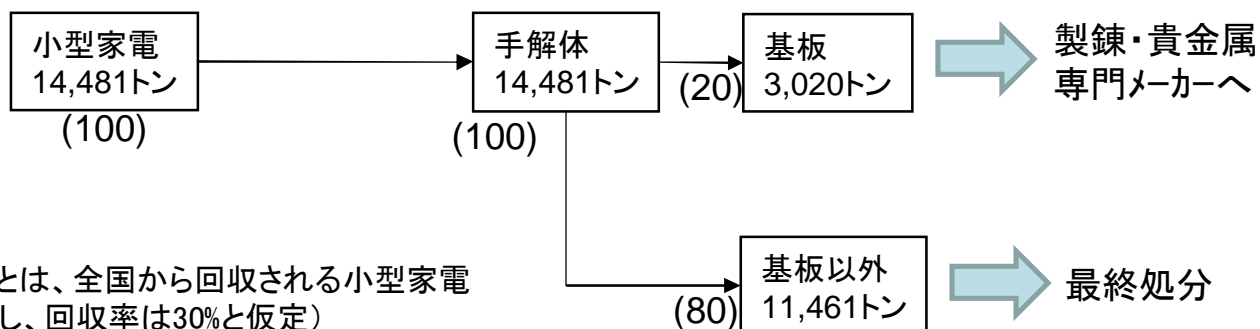 小型家電
14,481トン
(100)
手解体
14,481トン
(100)
(20)
基板
3,020トン
製錬・貴金属
専門メーカーへ
(80)
基板以外
11,461トン
最終処分
とは、全国から回収される小型家電
し、回収率は30%と仮定)